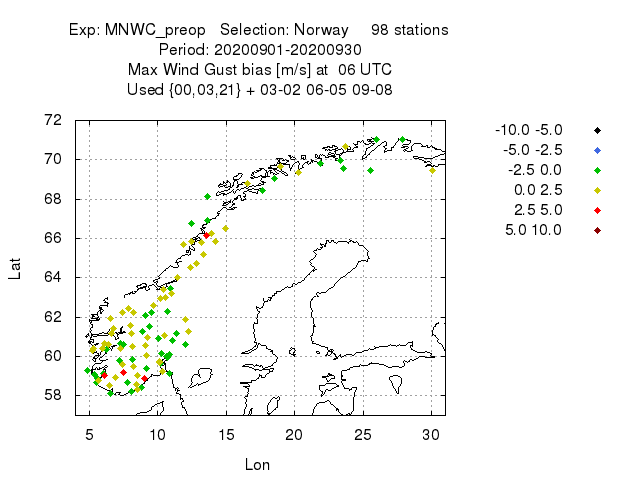 Exp: MNWC_preop   Selection: Norway     98 stations
Period: 20200901-20200930
Max Wind Gust bias [m/s] at  06 UTC
Used {00,03,21} + 03-02 06-05 09-08
-10.0 -5.0
-5.0 -2.5
-2.5 0.0
0.0 2.5
2.5 5.0
5.0 10.0
Lat
72
70
68
66
64
62
60
58
5 10 15 20 25 30
Lon